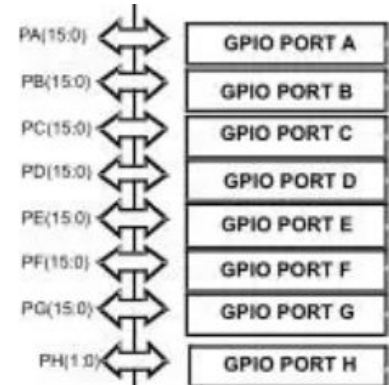 PA(15:0) GPIO PORT A
PB(15:0) GPIO PORT B
PC(15:0) GPIO PORT C
PD(15:0) GPIO PORT D
PE(15:0) GPIO PORT E
PF(15:0) GPIO PORT F
PG(15:0) GPIO PORT G
PH(1:0) GPIO PORT H